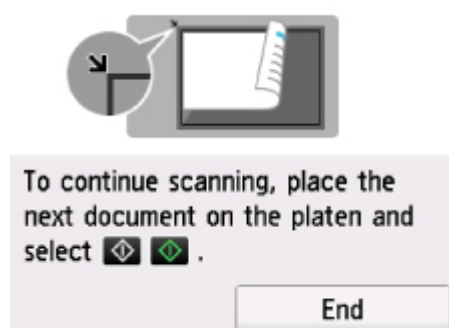 To continue scanning, place the
next document on the platen and
select .
End